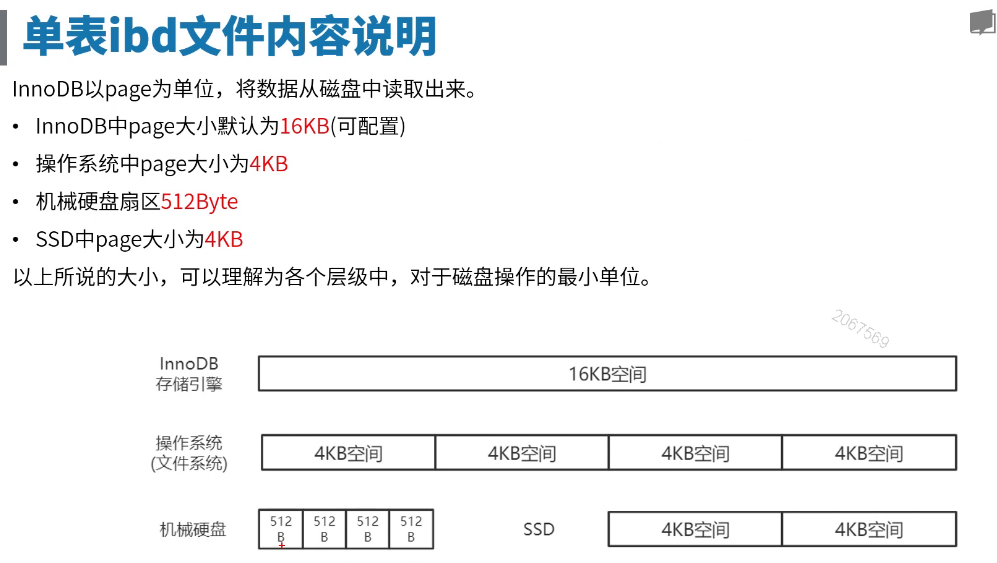 单表ibd文件内容说明
InnoDB以page为单位，将数据从磁盘中读取出来。
• InnoDB中page大小默认为16KB(可配置)
• 操作系统中page大小为4KB
• 机械硬盘扇区512Byte
• SSD中page大小为4KB
以上所说的大小，可以理解为各个层级中，对于磁盘操作的最小单位。
2067569
InnoDB
存储引擎
16KB空间
操作系统
(文件系统)
4KB空间 4KB空间 4KB空间 4KB空间
机械硬盘
512 512 512 512
B B B B
SSD
4KB空间 4KB空间